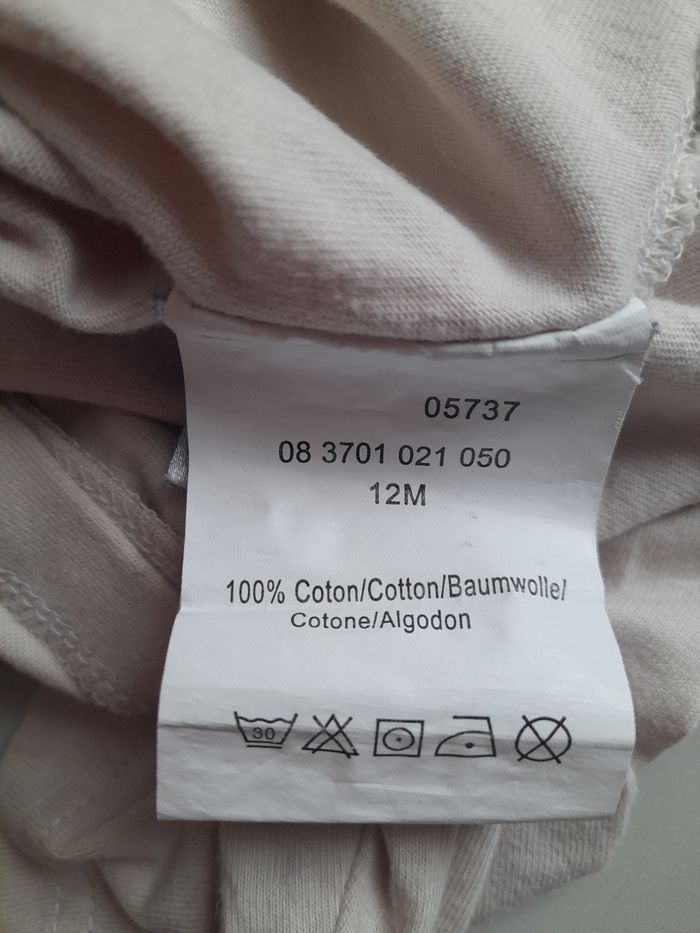 05737
08 3701 021 050
12M
100% Coton/Cotton/Baumwolle/
Cotone/Algodon
30